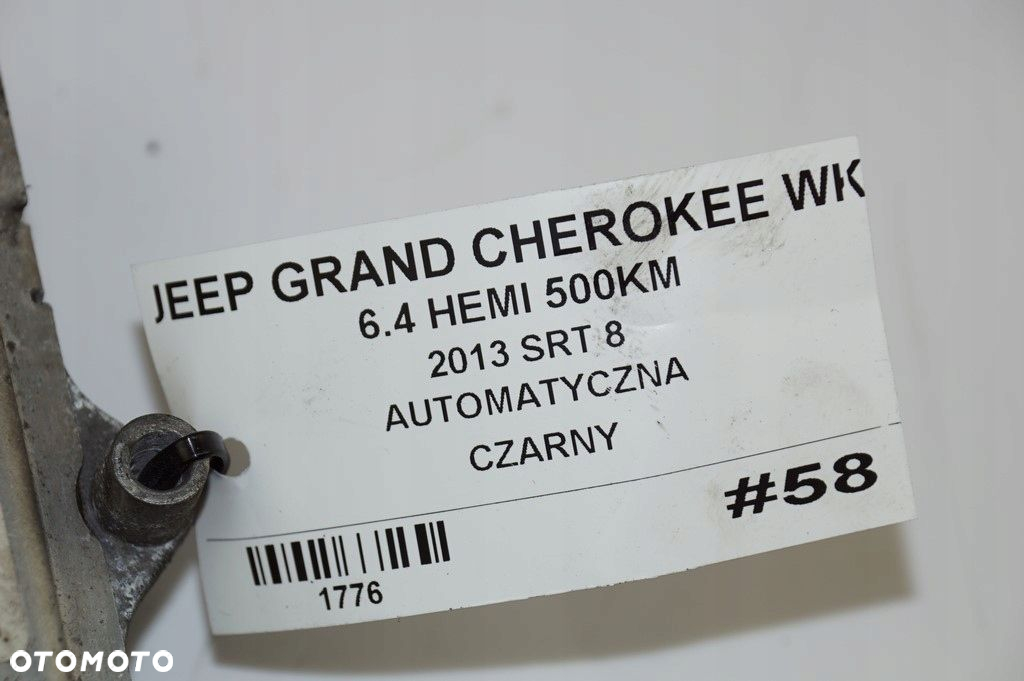 JEEP GRAND CHEROKEE WK
6.4 HEMI 500KM
2013 SRT 8
AUTOMATYCZNA
CZARNY
#58
1776
OTOMOTO